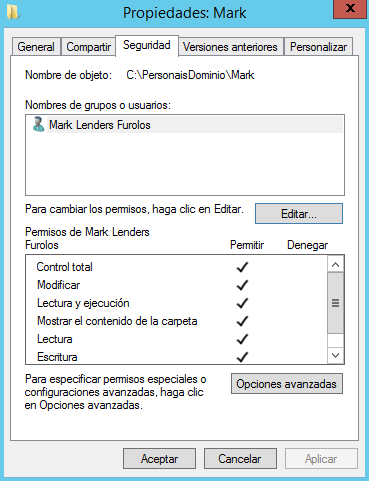 Propiedades: Mark
x
General
Compartir
Seguridad
Versiones anteriores
Personalizar
Nombre de objeto: C:\PersonaisDominio\Mark
Nombres de grupos o usuarios:
Mark Lenders Furolos
Para cambiar los permisos, haga clic en Editar.
Editar...
Permisos de Mark Lenders
Furolos
Permitir
Denegar
Control total
Modificar
Lectura y ejecución
Mostrar el contenido de la carpeta
Lectura
Escritura
Para especificar permisos especiales o
configuraciones avanzadas, haga clic
en Opciones avanzadas.
Opciones avanzadas
Aceptar
Cancelar
Aplicar